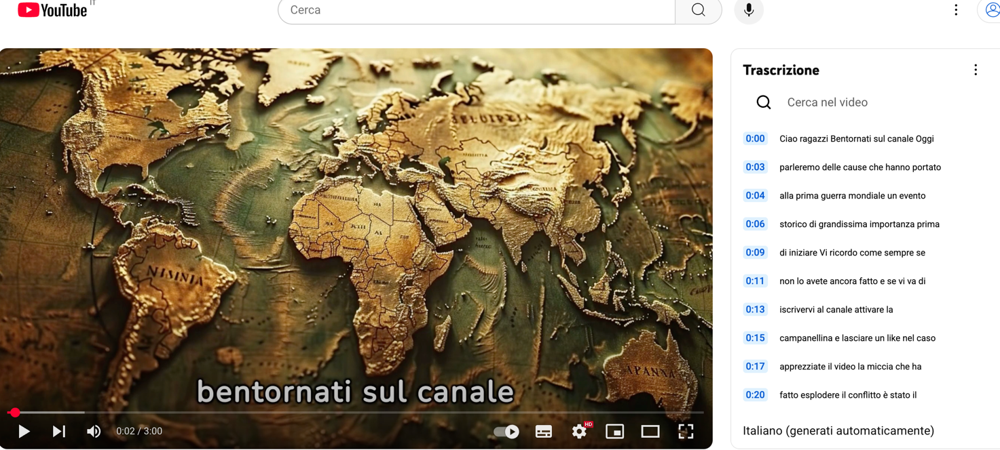 YouTube
IT
Cerca
NISINIA
APANXA
bentornati sul canale
0:02 / 3:00
HD
Trascrizione
Cerca nel video
0:00 Ciao ragazzi Bentornati sul canale Oggi
0:03 parleremo delle cause che hanno portato
0:04 alla prima guerra mondiale un evento
0:06 storico di grandissima importanza prima
0:09 di iniziare Vi ricordo come sempre se
0:11 non lo avete ancora fatto e se vi va di
0:13 iscrivervi al canale attivare la
0:15 campanellina e lasciare un like nel caso
0:17 apprezziate il video la miccia che ha
0:20 fatto esplodere il conflitto è stato il
Italiano (generati automaticamente)